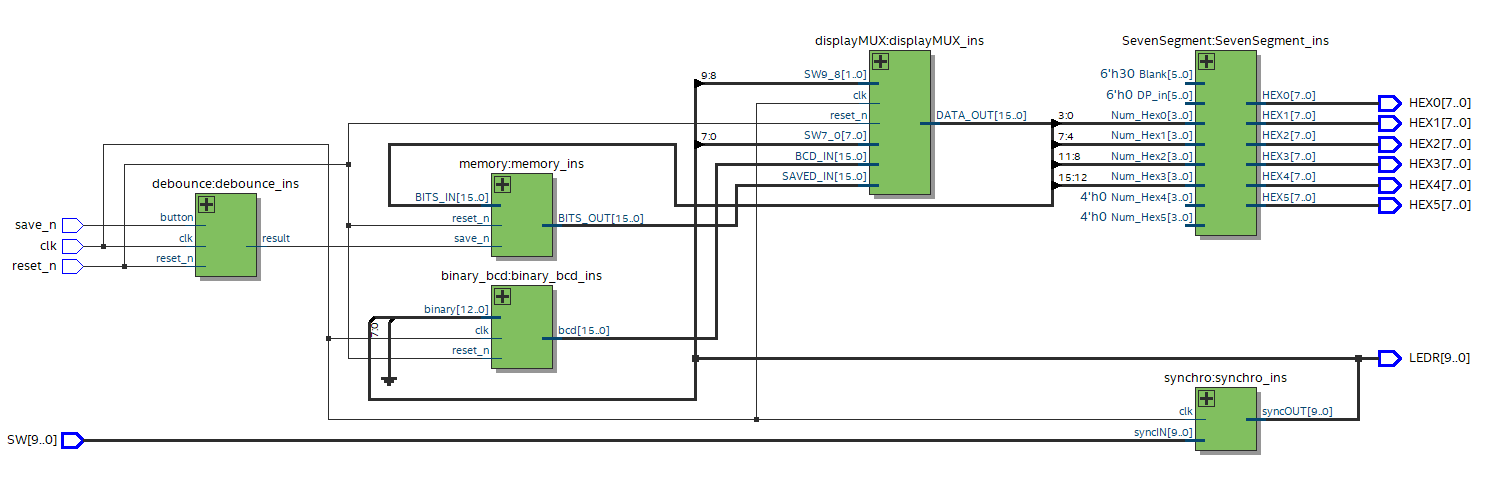 displayMUX:displayMUX_ins
SevenSegment:SevenSegment_ins
9:8
SW9_8[1..0]
6'h30 Blank[5..0]
clk
6'h0 DP_in[5..0]
HEX0[7..0]
HEX0[7..0]
reset_n
DATA_OUT[15..0]
3:0
Num_Hex0[3..0]
HEX1[7..0]
HEX1[7..0]
7:0
SW7_0[7..0]
7:4
Num_Hex1[3..0]
HEX2[7..0]
HEX2[7..0]
memory:memory_ins
BCD_IN[15..0]
11:8
Num_Hex2[3..0]
HEX3[7..0]
HEX3[7..0]
debounce:debounce_ins
SAVED_IN[15..0]
15:12
Num_Hex3[3..0]
HEX4[7..0]
HEX4[7..0]
BITS_IN[15..0]
4'h0 Num_Hex4[3..0]
HEX5[7..0]
HEX5[7..0]
save_n
button
reset_n
BITS_OUT[15..0]
4'h0 Num_Hex5[3..0]
clk
clk
result
save_n
reset_n
reset_n
binary_bcd:binary_bcd_ins
binary[12..0]
7:0
clk
bcd[15..0]
reset_n
LEDR[9..0]
synchro:synchro_ins
clk
syncOUT[9..0]
SW[9..0]
syncIN[9..0]